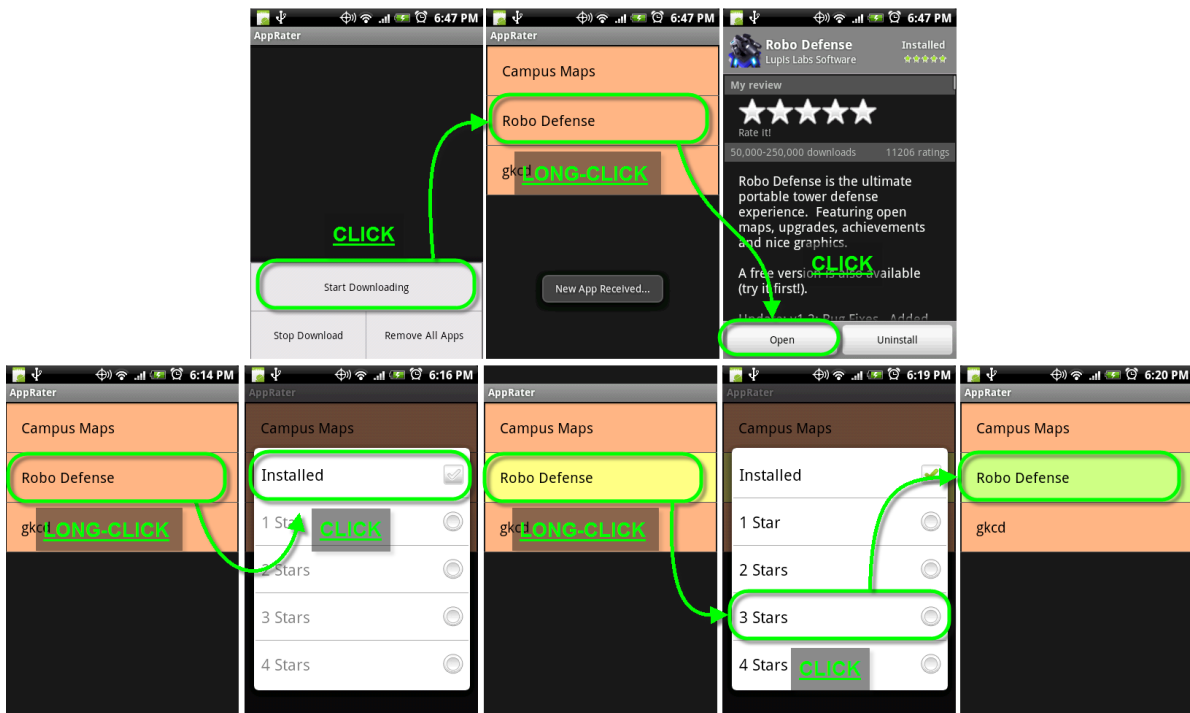 6:47 PM
AppRater
CLICK
Start Downloading
Stop Download
Remove All Apps
6:47 PM
AppRater
Campus Maps
Robo Defense
gkcd
LONG-CLICK
New App Received...
6:47 PM
Robo Defense
Installed
Lupis Labs Software
My review
Rate it!
50,000-250,000 downloads
11206 ratings
Robo Defense is the ultimate
portable tower defense
experience. Featuring open
maps, upgrades, achievements
and nice graphics.
CLICK
A free version is also available
(try it first!).
Update: v1.2: Bug Fixes. Added
Open
Uninstall
6:14 PM
AppRater
Campus Maps
Robo Defense
gkcd
LONG-CLICK
6:16 PM
AppRater
Campus Maps
Installed
1 Star
CLICK
2 Stars
3 Stars
4 Stars
AppRater
Campus Maps
Robo Defense
gkcd
LONG-CLICK
6:19 PM
AppRater
Campus Maps
Installed
1 Star
2 Stars
3 Stars
4 Stars
CLICK
6:20 PM
AppRater
Campus Maps
Robo Defense
gkcd